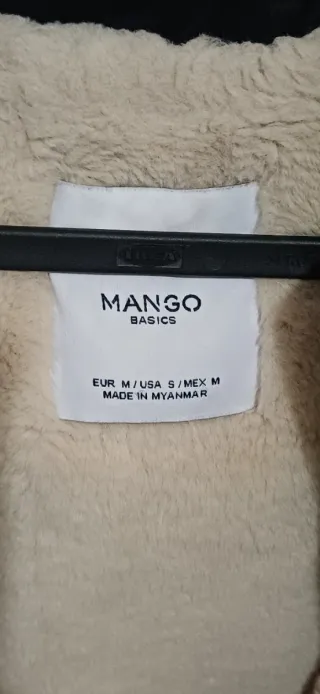 MANGO
BASICS
EUR M / USA S / MEX M
MADE IN MYANMAR